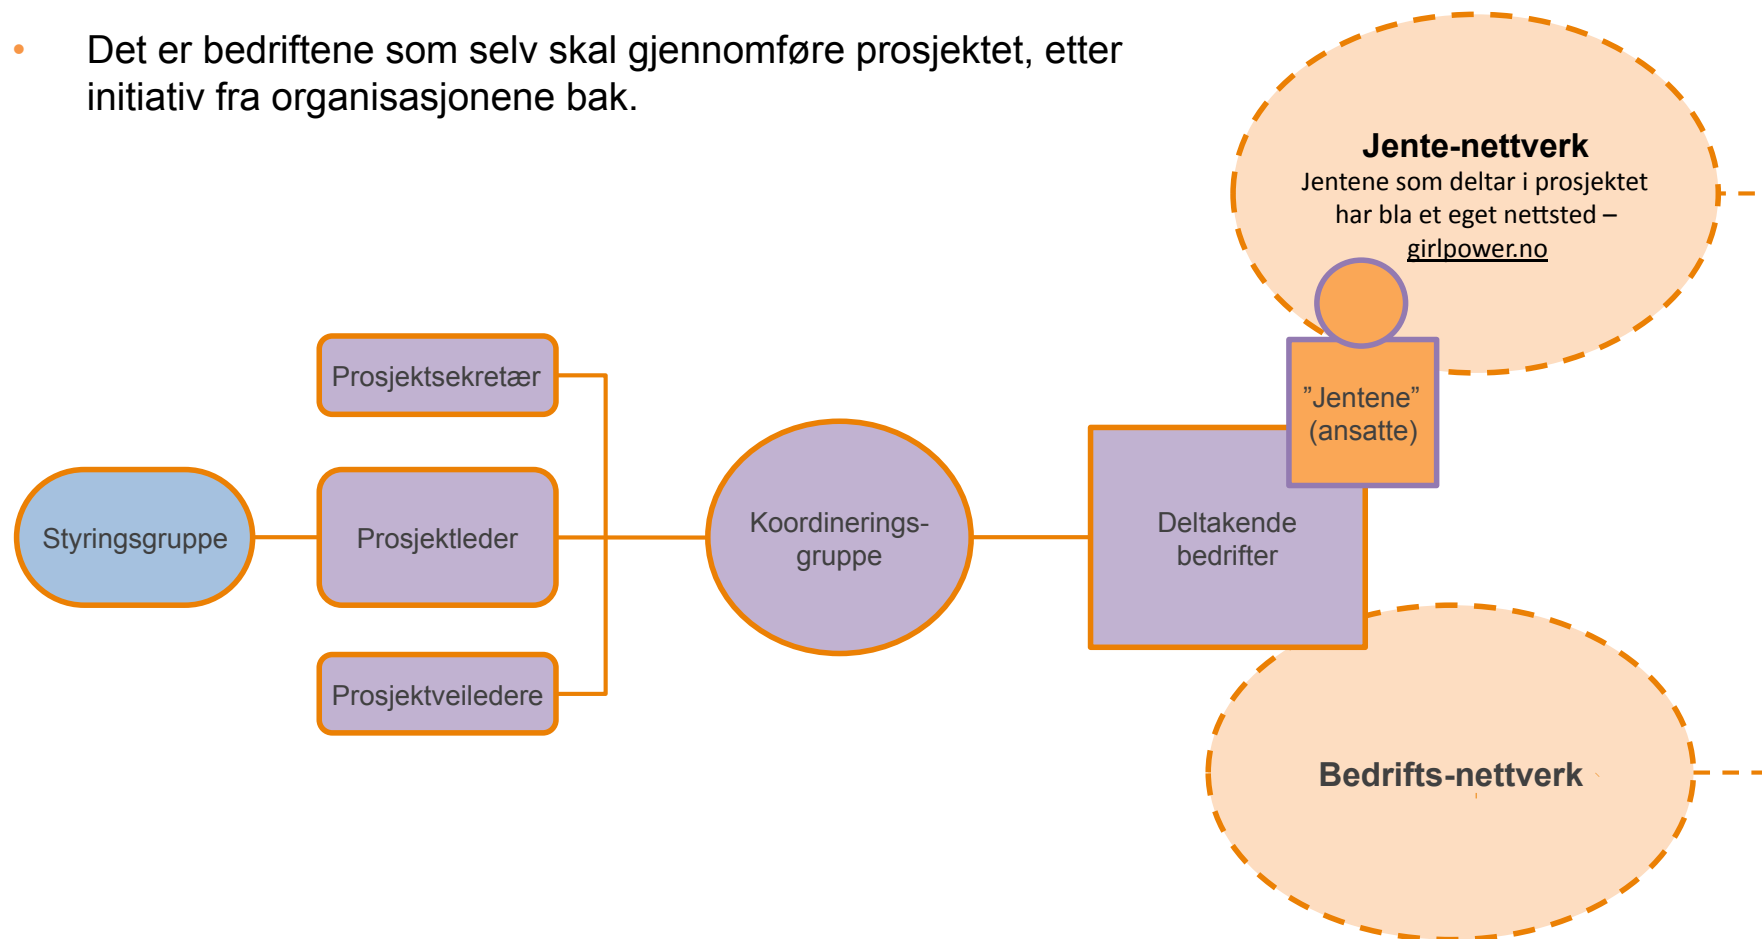 • Det er bedriftene som selv skal gjennomføre prosjektet, etter
initiativ fra organisasjonene bak.
Jente-nettverk
Jentene som deltar i prosjektet
har bla et eget nettsted –
girlpower.no
Prosjektsekretær
”Jentene”
(ansatte)
Styringsgruppe
Prosjektleder
Koordinerings-
gruppe
Deltakende
bedrifter
Prosjektveiledere
Bedrifts-nettverk